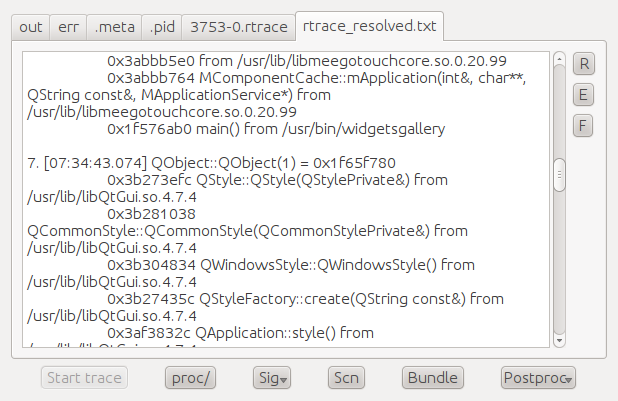 out err .meta .pid 3753-0.rtrace rtrace_resolved.txt
0x3abbb5e0 from /usr/lib/libmeegotouchcore.so.0.20.99
0x3abbb764 MComponentCache::mApplication(int&, char**,
QString const&, MApplicationService*) from
/usr/lib/libmeegotouchcore.so.0.20.99
0x1f576ab0 main() from /usr/bin/widgetsgallery
7. [07:34:43.074] QObject::QObject(1) = 0x1f65f780
0x3b273efc QStyle::QStyle(QStylePrivate&) from
/usr/lib/libQtGui.so.4.7.4
0x3b281038
QCommonStyle::QCommonStyle(QCommonStylePrivate&) from
/usr/lib/libQtGui.so.4.7.4
0x3b304834 QWindowsStyle::QWindowsStyle() from
/usr/lib/libQtGui.so.4.7.4
0x3b27435c QStyleFactory::create(QString const&) from
/usr/lib/libQtGui.so.4.7.4
0x3af3832c QApplication::style() from
R
E
F
Start trace proc/ Sig Scn Bundle Postproc